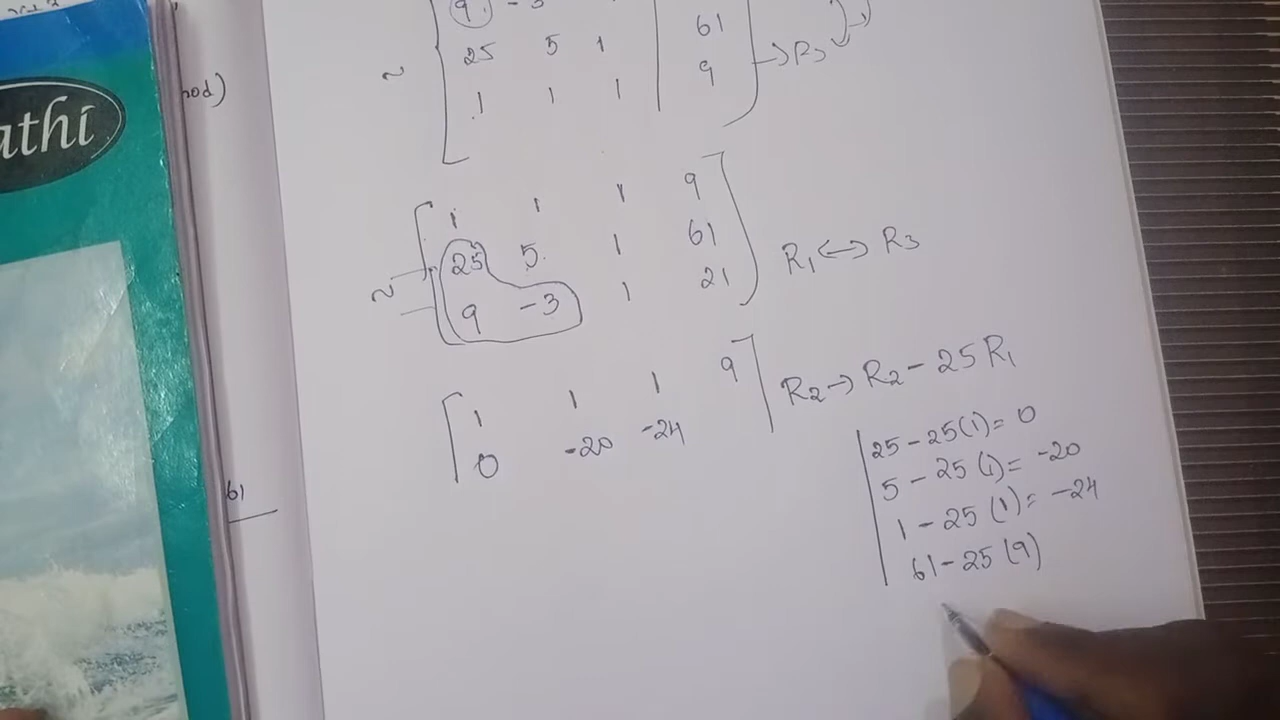 9 -3
25 5 1 61
~ 1 1 1 9 → R3
nod)
athi
1 1 1 9
25 5 1 61
~ 9 -3 1 21 R1 ↔ R3
1 1 1 9 R2 → R2 - 25 R1
0 -20 -24
25 - 25(1) = 0
5 - 25 (1) = -20
1 - 25 (1) = -24
61 - 25 (9)
61